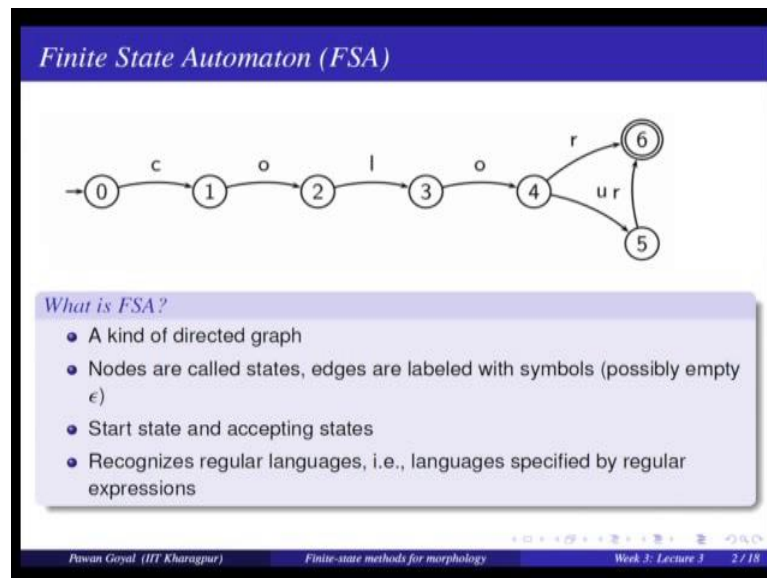 Finite State Automaton (FSA)
c o l o r
0 1 2 3 4 6
u r
5
What is FSA?
A kind of directed graph
Nodes are called states, edges are labeled with symbols (possibly empty
ϵ)
Start state and accepting states
Recognizes regular languages, i.e., languages specified by regular
expressions
Pawan Goyal (IIT Kharagpur) Finite-state methods for morphology Week 3: Lecture 3 2 / 18